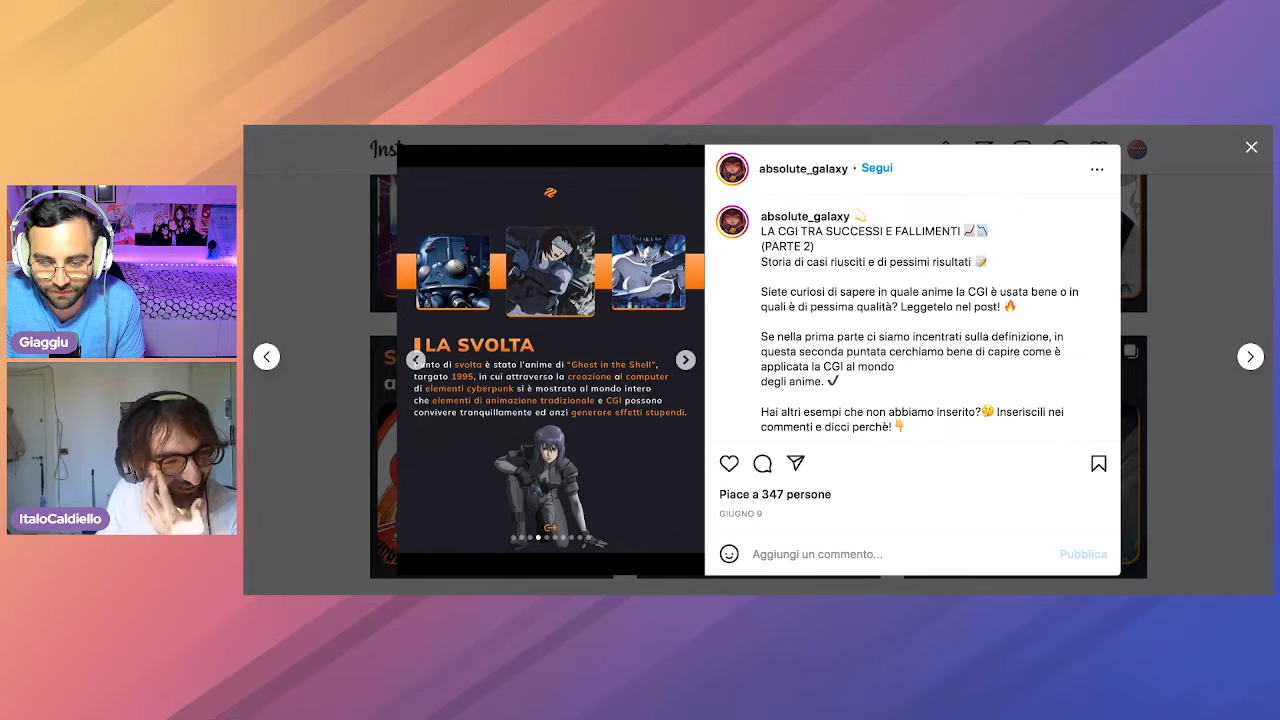 Inst
absolute_galaxy • Segui
absolute_galaxy 💫
LA CGI TRA SUCCESSI E FALLIMENTI 📈📉
(PARTE 2)
Storia di casi riusciti e di pessimi risultati 📝
Siete curiosi di sapere in quale anime la CGI è usata bene o in
quali è di pessima qualità? Leggetelo nel post! 🔥
Se nella prima parte ci siamo incentrati sulla definizione, in
questa seconda puntata cerchiamo bene di capire come è
applicata la CGI al mondo
degli anime. ✔️
Hai altri esempi che non abbiamo inserito?🤔 Inseriscili nei
commenti e dicci perchè! 👇
Piace a 347 persone
GIUGNO 9
Aggiungi un commento...
Pubblica
LA SVOLTA
Punto di svolta è stato l'anime di "Ghost in the Shell",
targato 1995, in cui attraverso la creazione al computer
di elementi cyberpunk si è mostrato al mondo intero
che elementi di animazione tradizionale e CGI possono
convivere tranquillamente ed anzi generare effetti stupendi.
Giaggiu
ItaloCaldiello